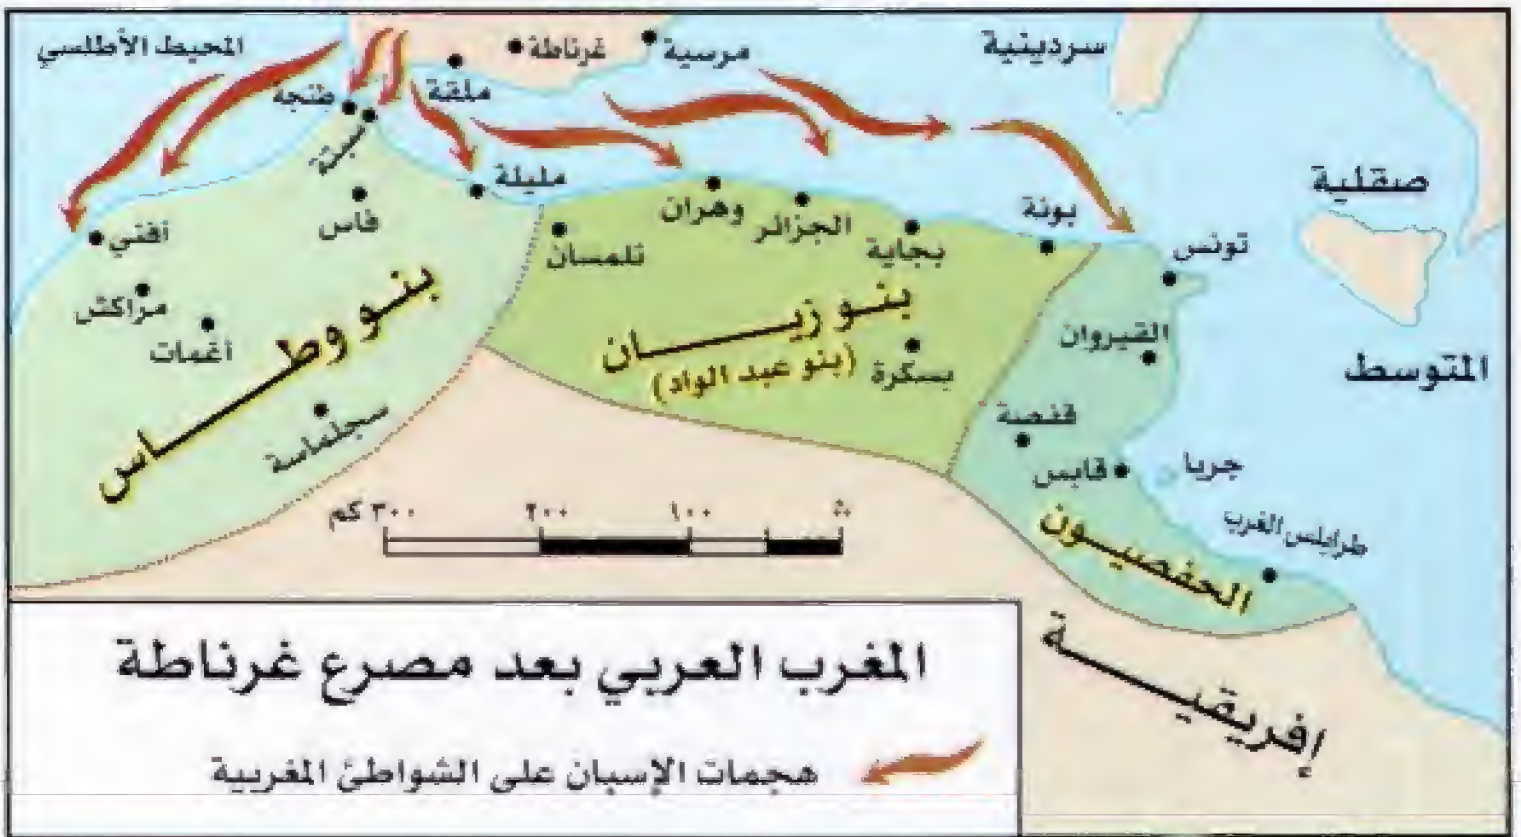 المحيط الأطلسي
غرناطة
مرسية
سردينية
ملقة
طنجة
سبتة
مليلة
صقلية
فاس
أفني
وهران
الجزائر
بجاية
بونة
تونس
تلمسان
مراكش
أغمات
بنو وطاس
بنو زيان
(بنو عبد الواد)
بسكرة
القيروان
المتوسط
سجلماسة
قفصة
قابس
جربا
طرابلس الغرب
الحفصيون
٣٠٠ كم
٢٠٠
١٠٠
إفريقية
المغرب العربي بعد مصرع غرناطة
هجمات الإسبان على الشواطئ المغربية